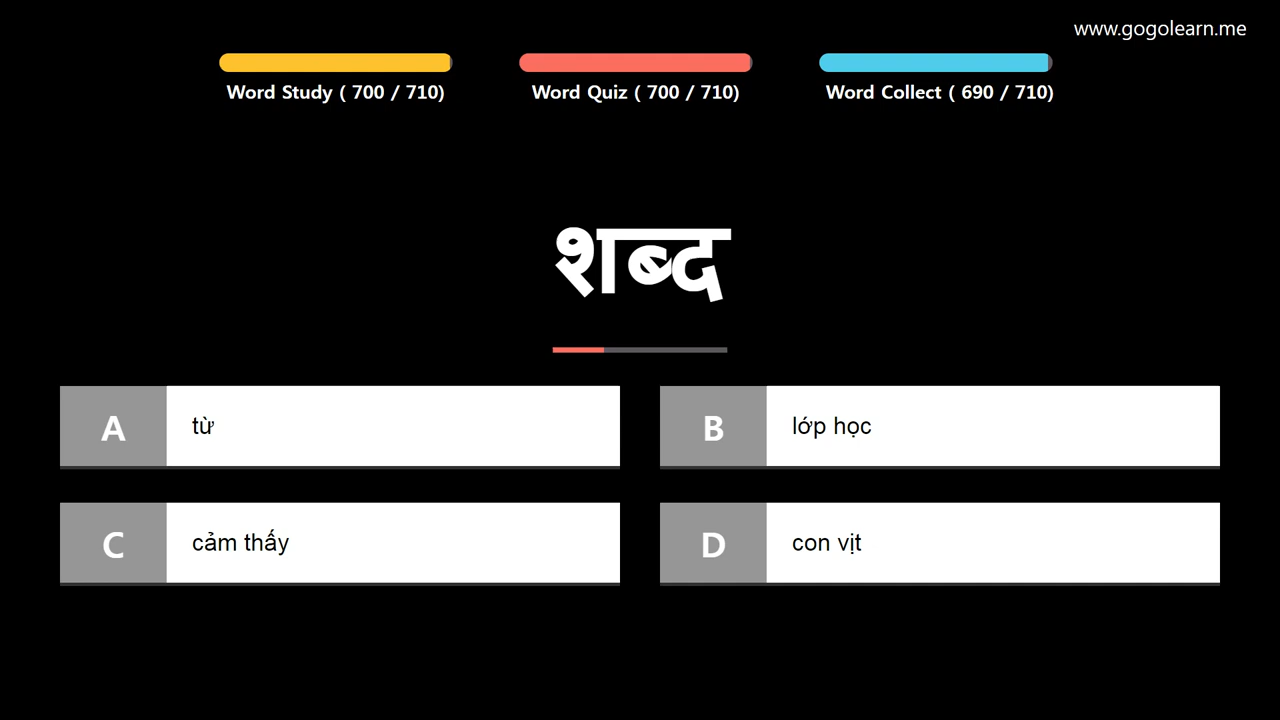 www.gogolearn.me
Word Study ( 700 / 710)
Word Quiz ( 700 / 710)
Word Collect ( 690 / 710)
शब्द
A
từ
B
lớp học
C
cảm thấy
D
con vịt